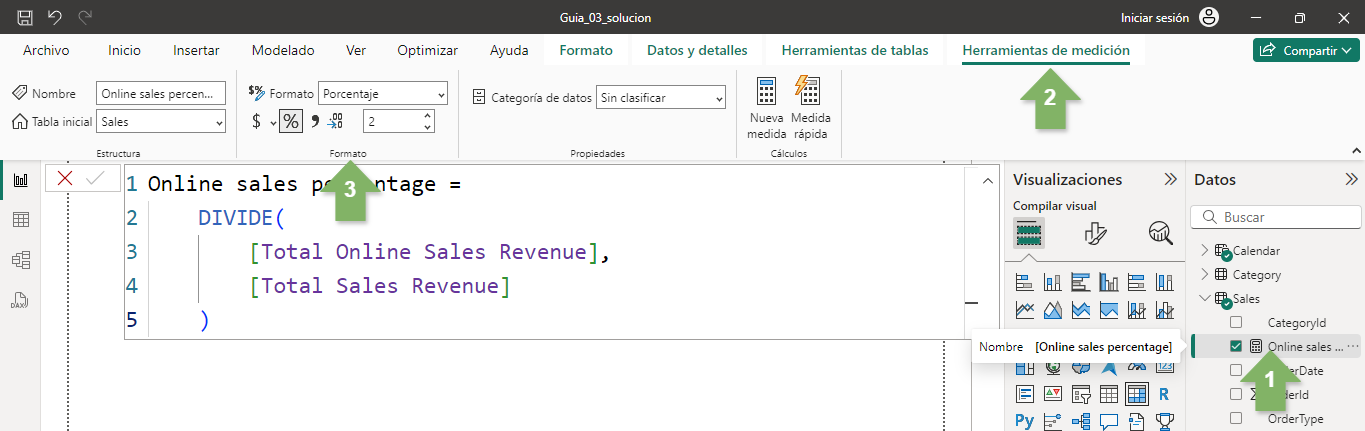 Guia_03_solucion
Iniciar sesión
Archivo Inicio Insertar Modelado Ver Optimizar Ayuda Formato Datos y detalles Herramientas de tablas Herramientas de medición Compartir
2
Nombre Online sales percen...
Tabla inicial Sales
Estructura
$% Formato Porcentaje
$ % 2
Formato
Categoría de datos Sin clasificar
Propiedades
Nueva medida
Medida rápida
Cálculos
3
1 Online sales percentage =
2 DIVIDE(
3 [Total Online Sales Revenue],
4 [Total Sales Revenue]
5 )
DAX
Visualizaciones
Compilar visual
123
R
Py
Nombre [Online sales percentage]
Datos
Buscar
Calendar
Category
Sales
CategoryId
Online sales ...
1
OrderDate
OrderId
OrderType